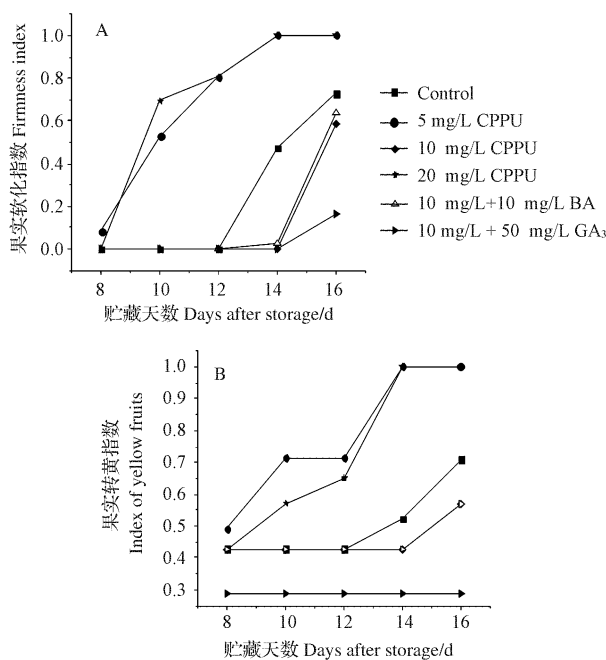 A
1.0
0.8
0.6
0.4
0.2
0.0
果实软化指数 Firmness index
8
10
12
14
16
贮藏天数 Days after storage/d
Control
5 mg/L CPPU
10 mg/L CPPU
20 mg/L CPPU
10 mg/L+10 mg/L BA
10 mg/L + 50 mg/L GA₃
B
1.0
0.9
0.8
0.7
0.6
0.5
0.4
0.3
果实转黄指数
Index of yellow fruits
8
10
12
14
16
贮藏天数 Days after storage/d